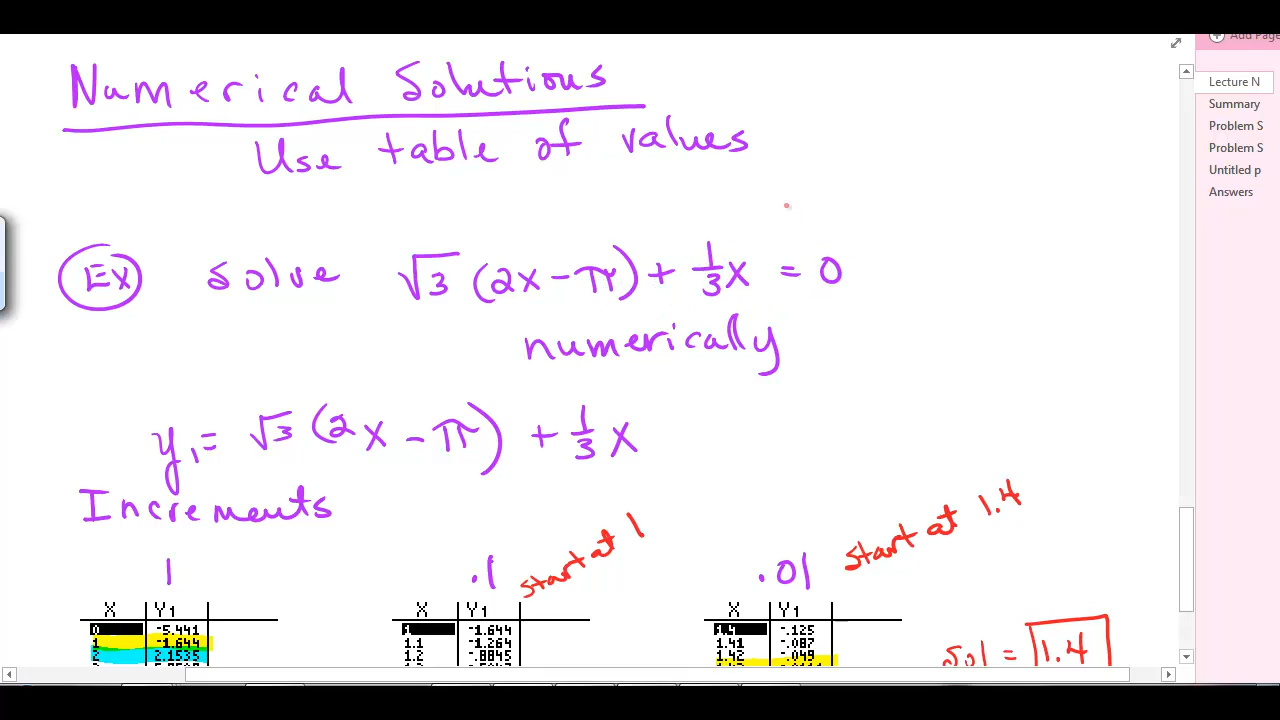 Add Page
Lecture N
Summary
Problem S
Problem S
Untitled p
Answers
Numerical Solutions
Use table of values
Ex solve √3 (2x - π) + 1/3 x = 0
numerically
y₁ = √3 (2x - π) + 1/3 x
Increments
1 .1 start at 1 .01 start at 1.4
X Y1
0 -5.441
1 -1.644
2 2.1535
X Y1
1 -1.644
1.1 -1.264
1.2 -.8845
X Y1
1.4 -.125
1.41 -.087
1.42 -.049
Sol = 1.4